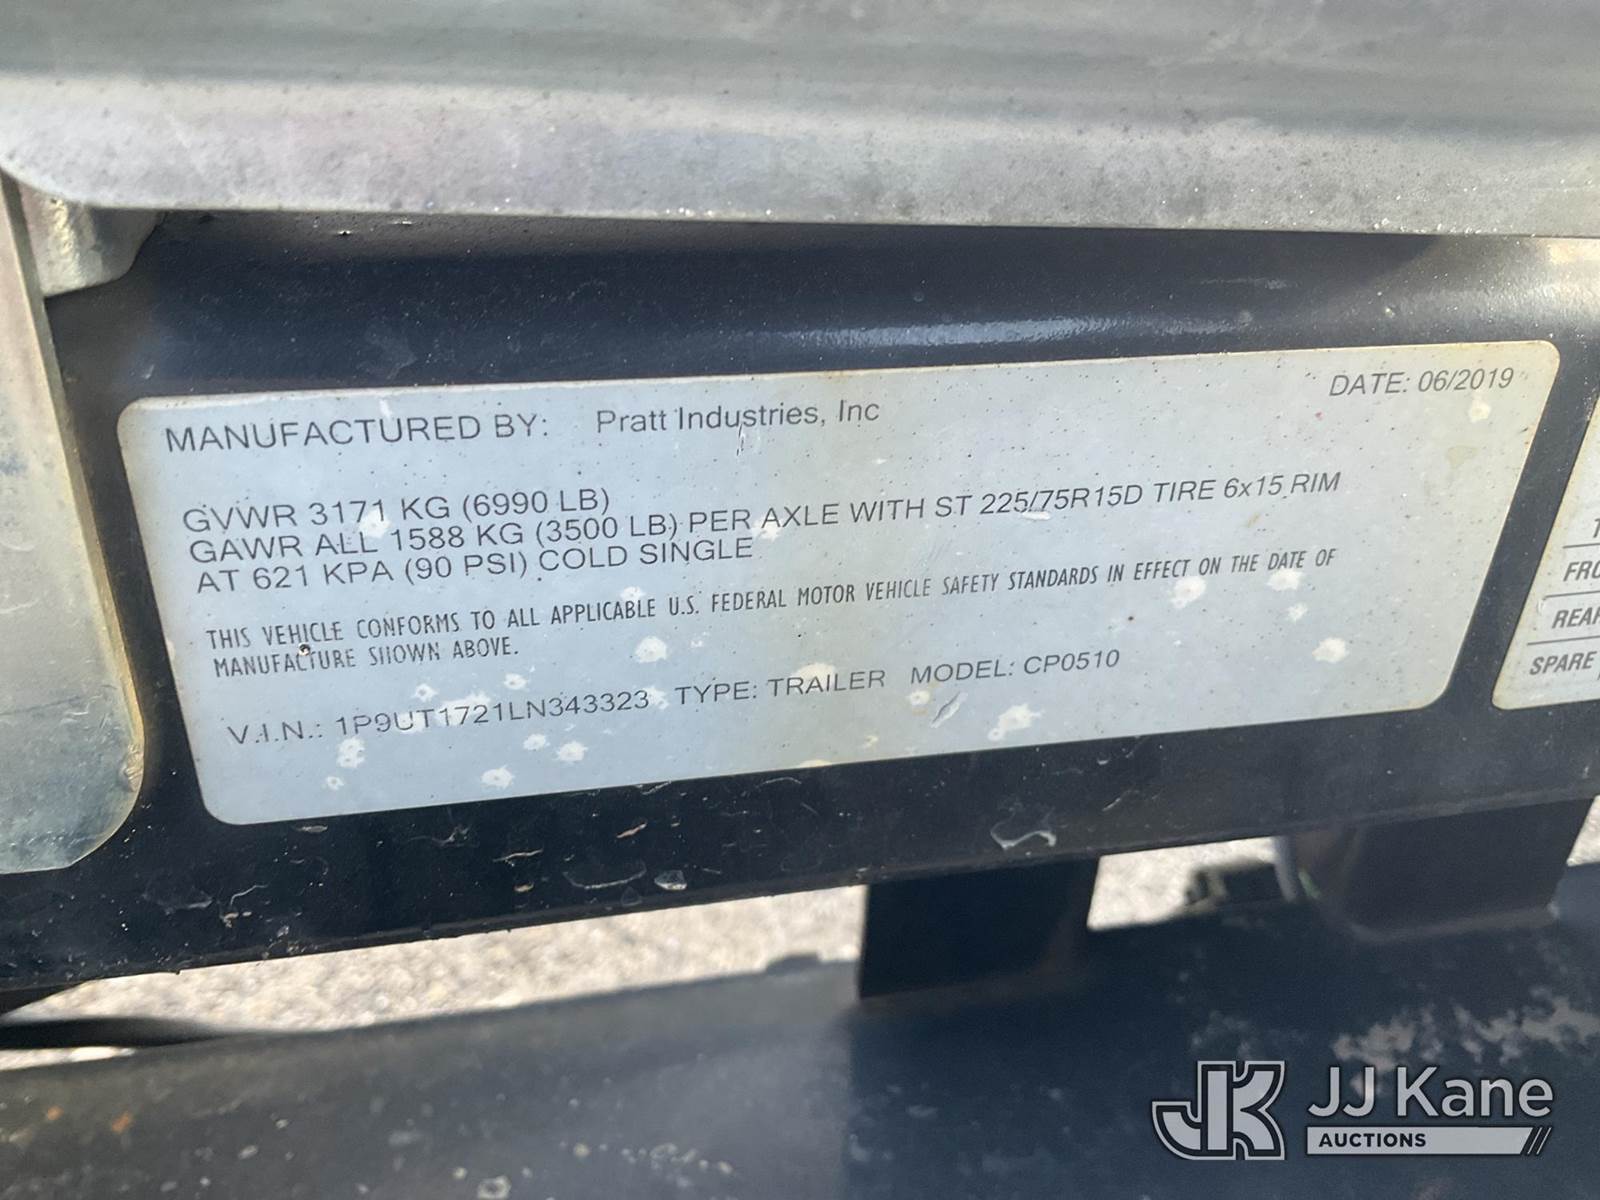 MANUFACTURED BY: Pratt Industries, Inc DATE: 06/2019
GVWR 3171 KG (6990 LB)
GAWR ALL 1588 KG (3500 LB) PER AXLE WITH ST 225/75R15D TIRE 6x15 RIM
AT 621 KPA (90 PSI) COLD SINGLE
THIS VEHICLE CONFORMS TO ALL APPLICABLE U.S. FEDERAL MOTOR VEHICLE SAFETY STANDARDS IN EFFECT ON THE DATE OF
MANUFACTURE SHOWN ABOVE.
V.I.N.: 1P9UT1721LN343323 TYPE: TRAILER MODEL: CP0510
SPARE
JK JJ Kane
AUCTIONS